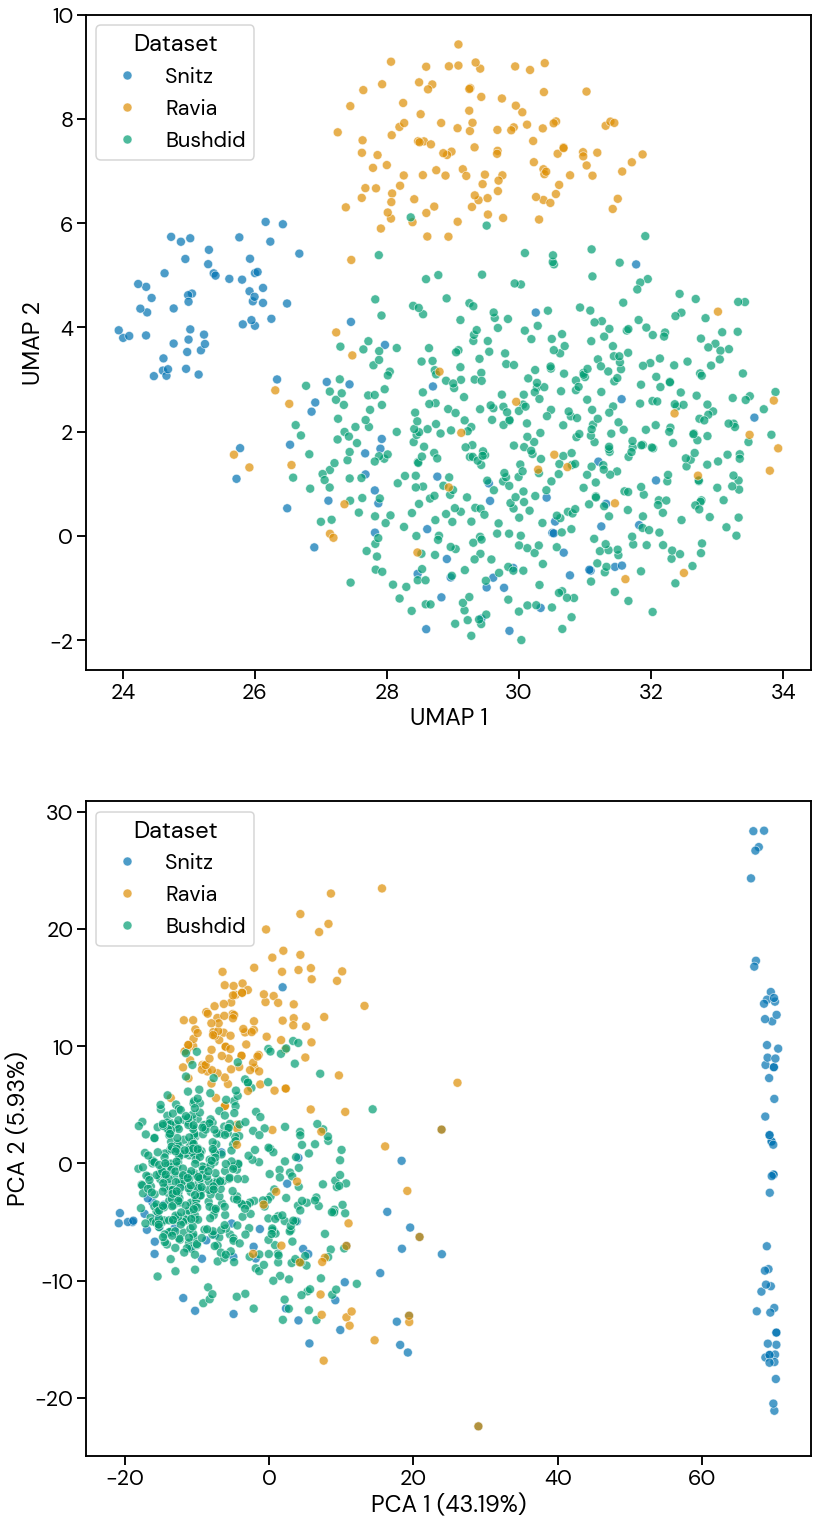 10
8
6
4
2
0
-2
Dataset
Snitz
Ravia
Bushdid
UMAP 2
24 26 28 30 32 34
UMAP 1
30
20
10
0
-10
-20
Dataset
Snitz
Ravia
Bushdid
PCA 2 (5.93%)
-20 0 20 40 60
PCA 1 (43.19%)